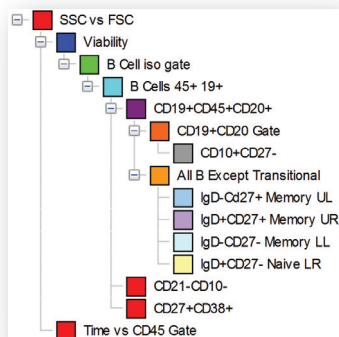 SSC vs FSC
Viability
B Cell iso gate
B Cells 45+ 19+
CD19+CD45+CD20+
CD19+CD20 Gate
CD10+CD27-
All B Except Transitional
IgD-Cd27+ Memory UL
IgD+CD27+ Memory UR
IgD-CD27- Memory LL
IgD+CD27- Naive LR
CD21-CD10-
CD27+CD38+
Time vs CD45 Gate